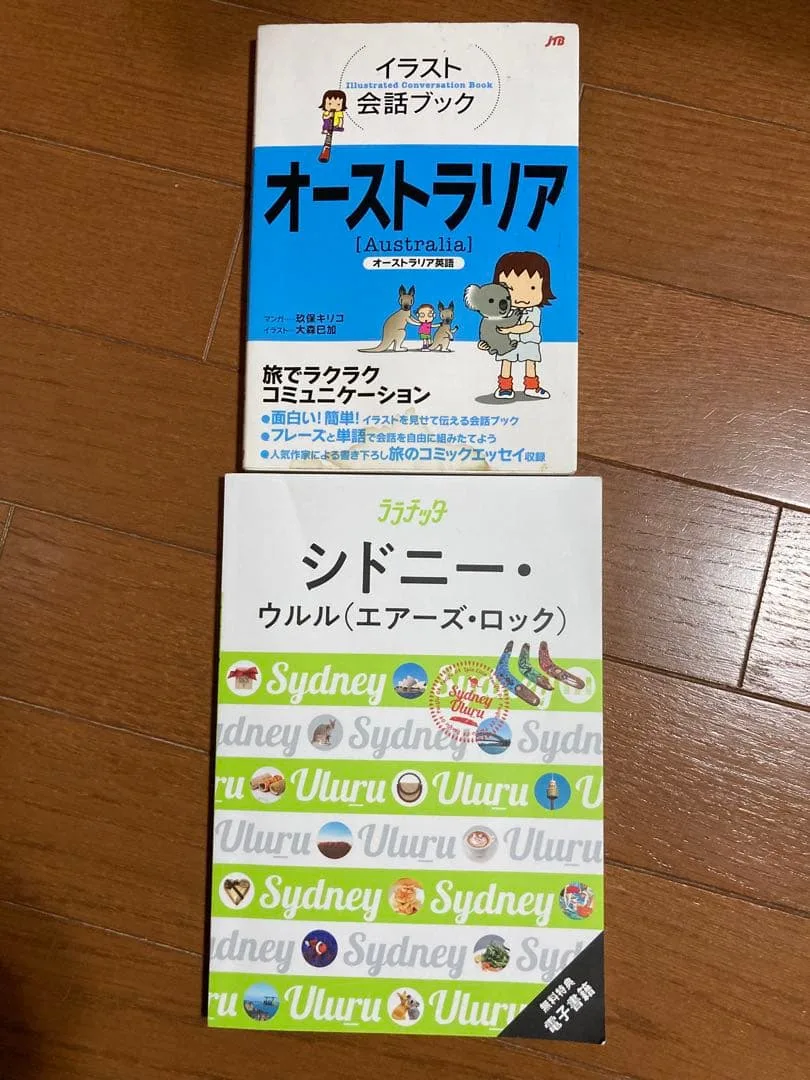 JTB
イラスト
Illustrated Conversation Book
会話ブック
オーストラリア
[Australia]
オーストラリア英語
マンガ──玖保キリコ
イラスト─大森巳加
旅でラクラク
コミュニケーション
●面白い!簡単!イラストを見せて伝える会話ブック
●フレーズと単語で会話を自由に組みたてよう
●人気作家による書き下ろし旅のコミックエッセイ収録
ララチッタ
シドニー・
ウルル(エアーズ・ロック)
Sydney Sydney
Sydney
Uluru
ydney Sydn
u Uluru Uluru U
Uluru Uluru
Sydney Sydney
dney Sydney
ru Uluru Uluru
無料特典
電子書籍